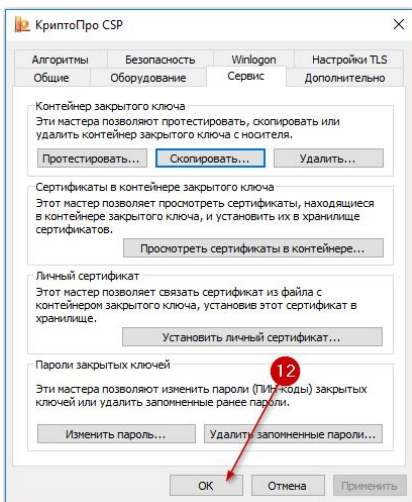 КриптоПро CSP
Алгоритмы Безопасность Winlogon Настройки TLS
Общие Оборудование Сервис Дополнительно
Контейнер закрытого ключа
Эти мастера позволяют протестировать, скопировать или
удалить контейнер закрытого ключа с носителя.
Протестировать... Скопировать... Удалить...
Сертификаты в контейнере закрытого ключа
Этот мастер позволяет просмотреть сертификаты, находящиеся
в контейнере закрытого ключа, и установить их в хранилище
сертификатов.
Просмотреть сертификаты в контейнере...
Личный сертификат
Этот мастер позволяет связать сертификат из файла с
контейнером закрытого ключа, установив этот сертификат в
хранилище.
Установить личный сертификат...
Пароли закрытых ключей
12
Эти мастера позволяют изменить пароли (ПИН-коды) закрытых
ключей или удалить запомненные ранее пароли.
Изменить пароль... Удалить запомненные пароли...
ОК Отмена Применить